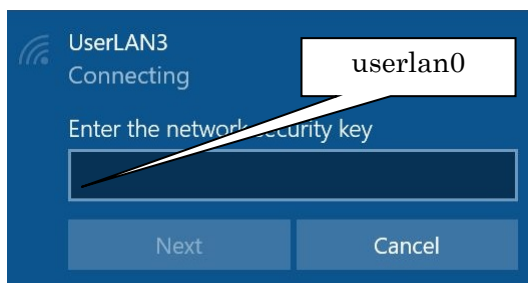 UserLAN3
Connecting
userlan0
Enter the network security key
Next
Cancel